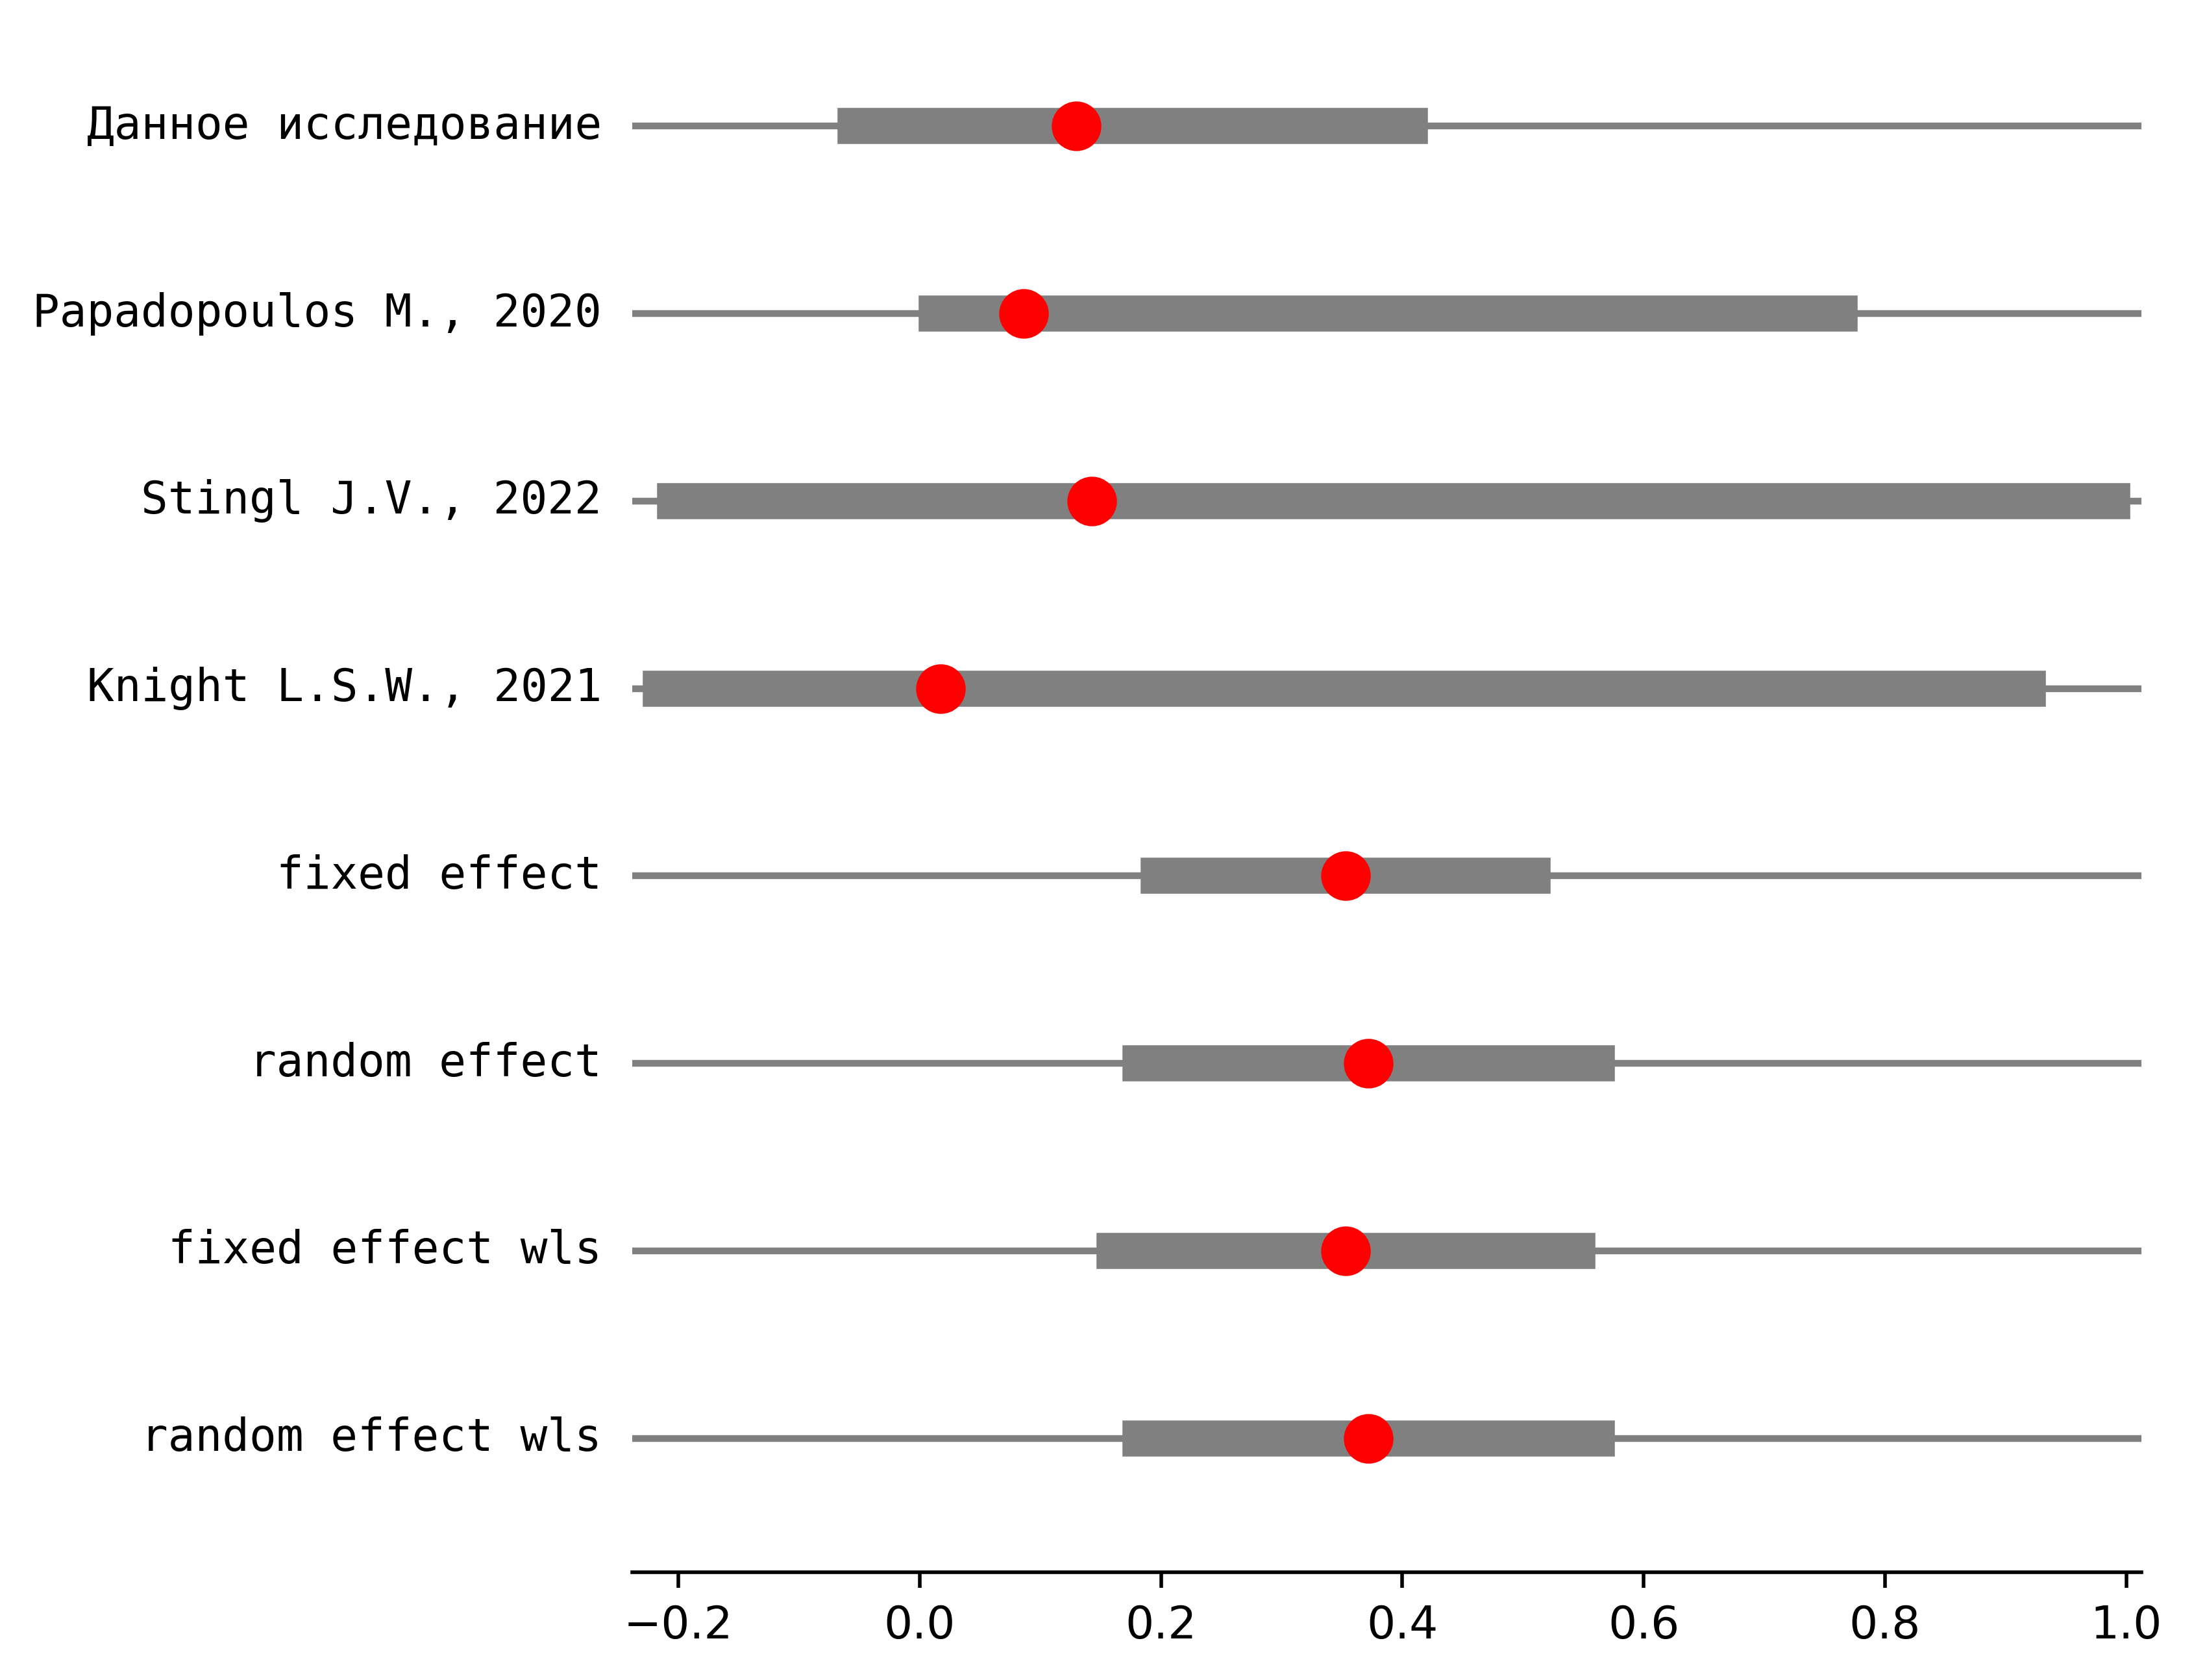 Данное исследование
Papadopoulos M., 2020
Stingl J.V., 2022
Knight L.S.W., 2021
fixed effect
random effect
fixed effect wls
random effect wls
−0.2 0.0 0.2 0.4 0.6 0.8 1.0